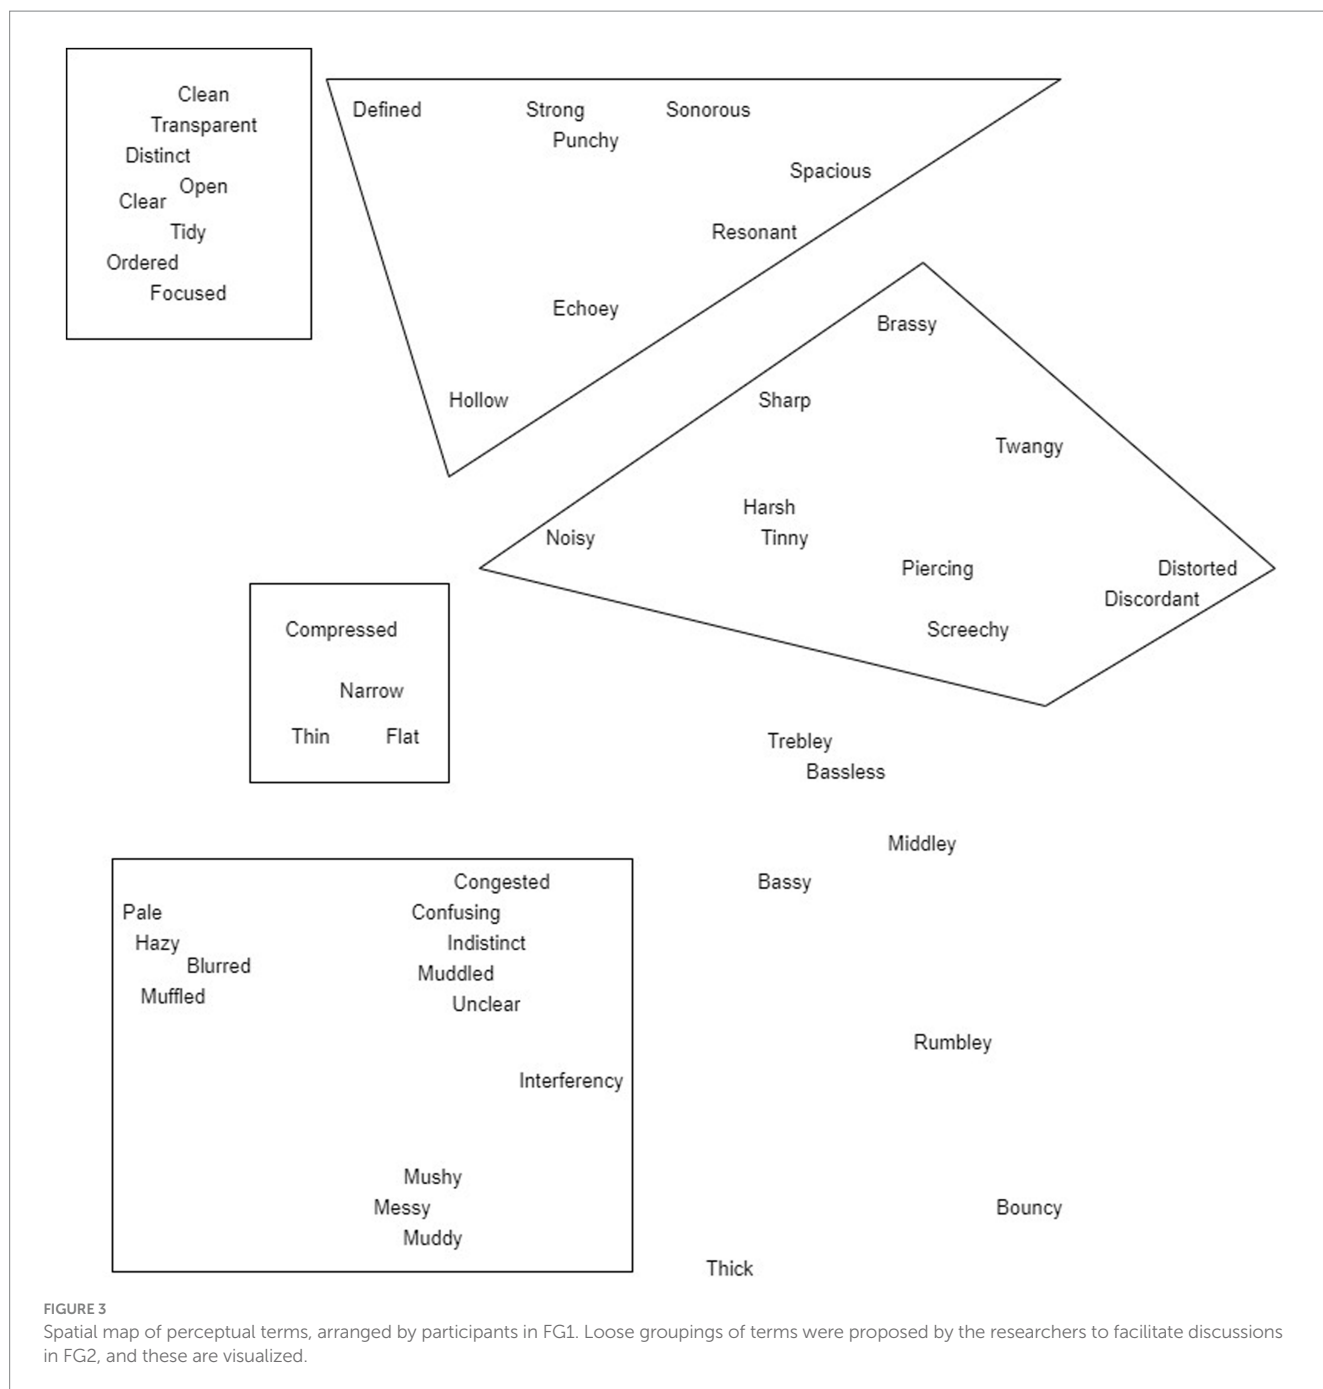 Clean
Transparent
Distinct
Open
Clear
Tidy
Ordered
Focused
Defined
Strong
Sonorous
Punchy
Spacious
Resonant
Echoey
Hollow
Brassy
Sharp
Twangy
Harsh
Noisy
Tinny
Piercing
Distorted
Discordant
Screechy
Compressed
Narrow
Thin
Flat
Trebley
Bassless
Middley
Bassy
Congested
Pale
Confusing
Hazy
Indistinct
Blurred
Muddled
Muffled
Unclear
Interferency
Mushy
Messy
Muddy
Rumbley
Bouncy
Thick
FIGURE 3
Spatial map of perceptual terms, arranged by participants in FG1. Loose groupings of terms were proposed by the researchers to facilitate discussions
in FG2, and these are visualized.